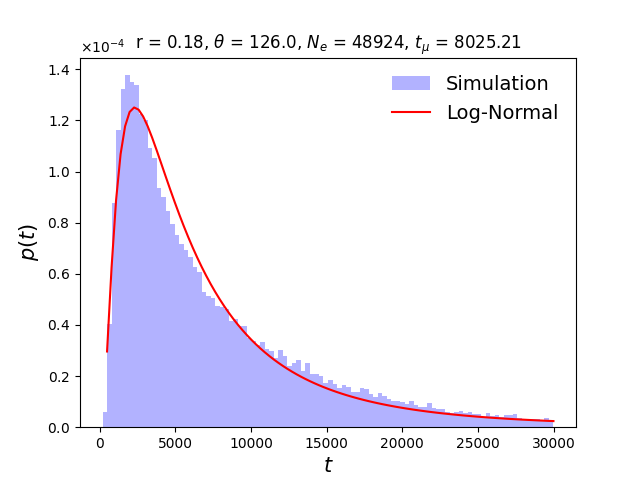 ×10⁻⁴ r = 0.18, θ = 126.0, Nₑ = 48924, t_μ = 8025.21
Simulation
Log-Normal
p(t)
1.4
1.2
1.0
0.8
0.6
0.4
0.2
0.0
0 5000 10000 15000 20000 25000 30000
t